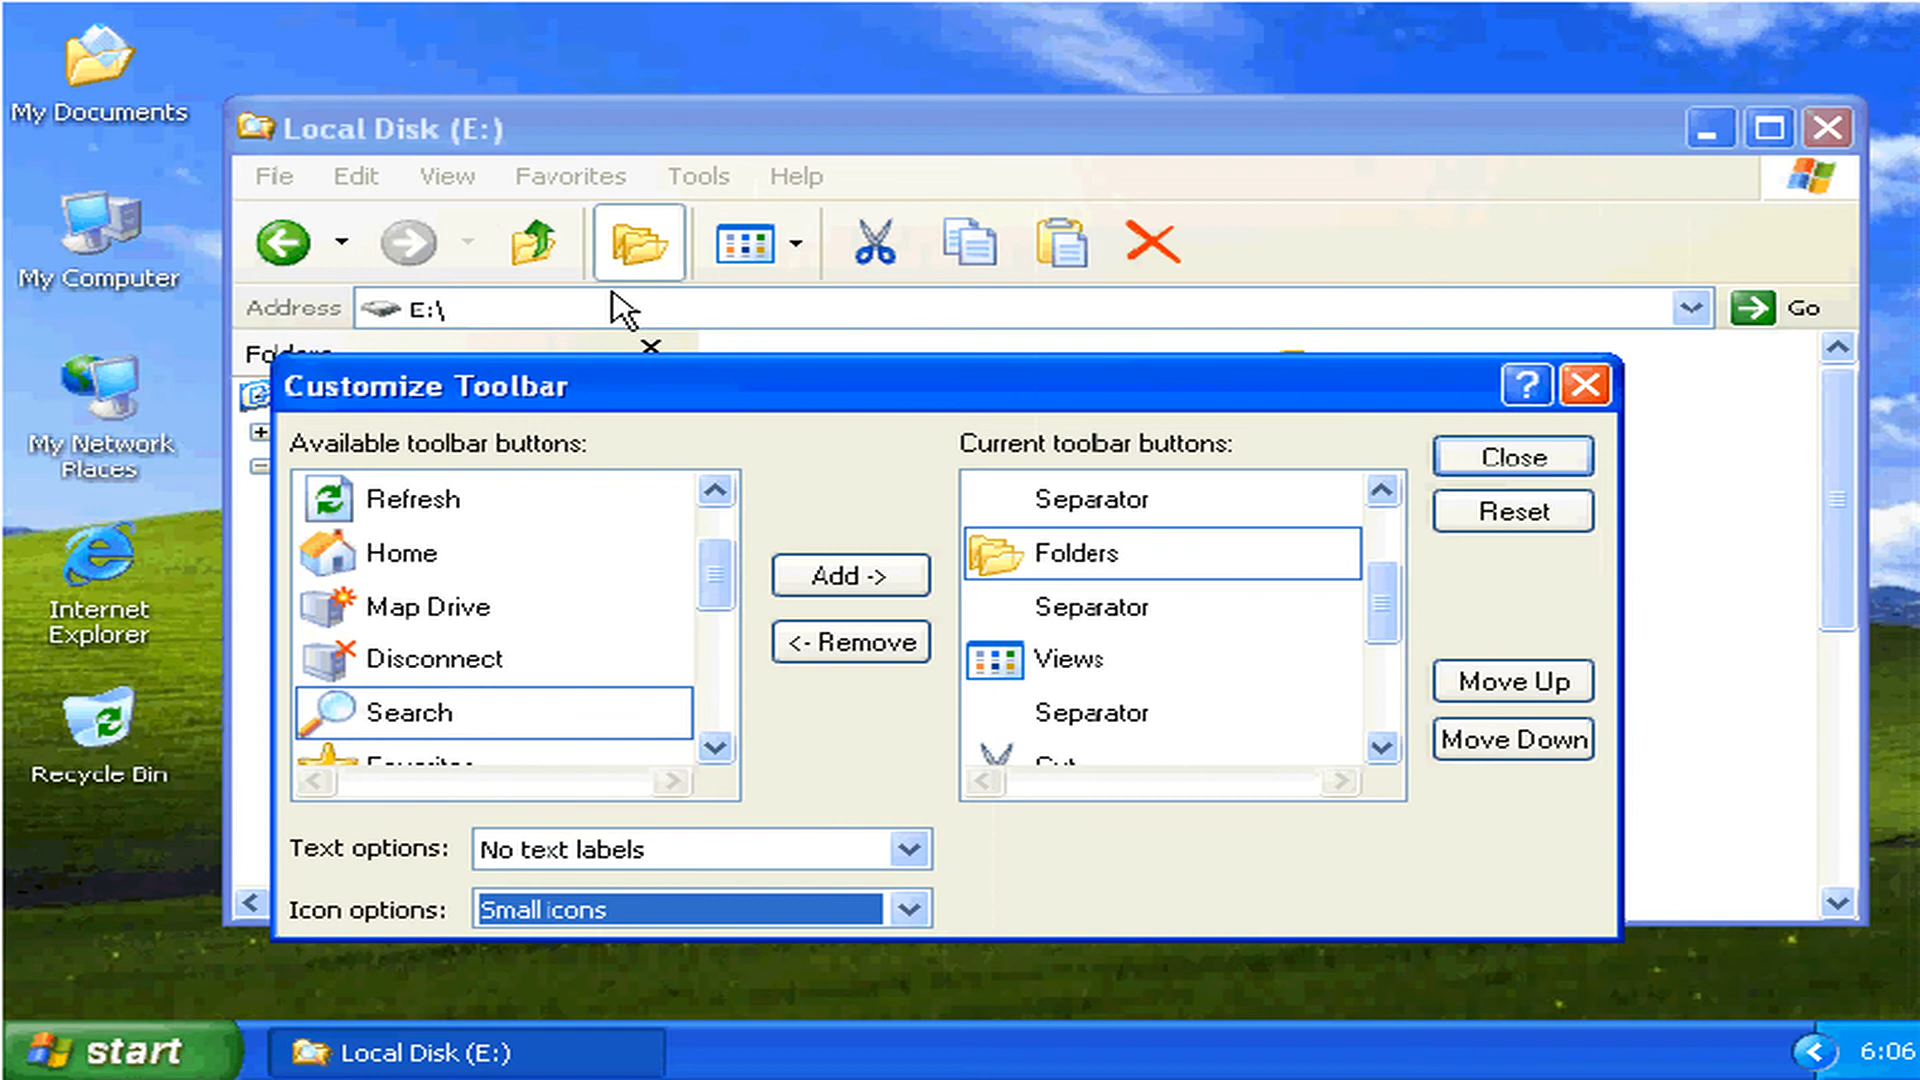 My Documents
My Computer
My Network
Places
Internet
Explorer
Recycle Bin
Local Disk (E:)
File Edit View Favorites Tools Help
Address E:\ Go
Customize Toolbar
Available toolbar buttons:
Refresh
Home
Map Drive
Disconnect
Search
Add ->
<- Remove
Current toolbar buttons:
Separator
Folders
Separator
Views
Separator
Close
Reset
Move Up
Move Down
Text options: No text labels
Icon options: Small icons
start
Local Disk (E:)
6:06